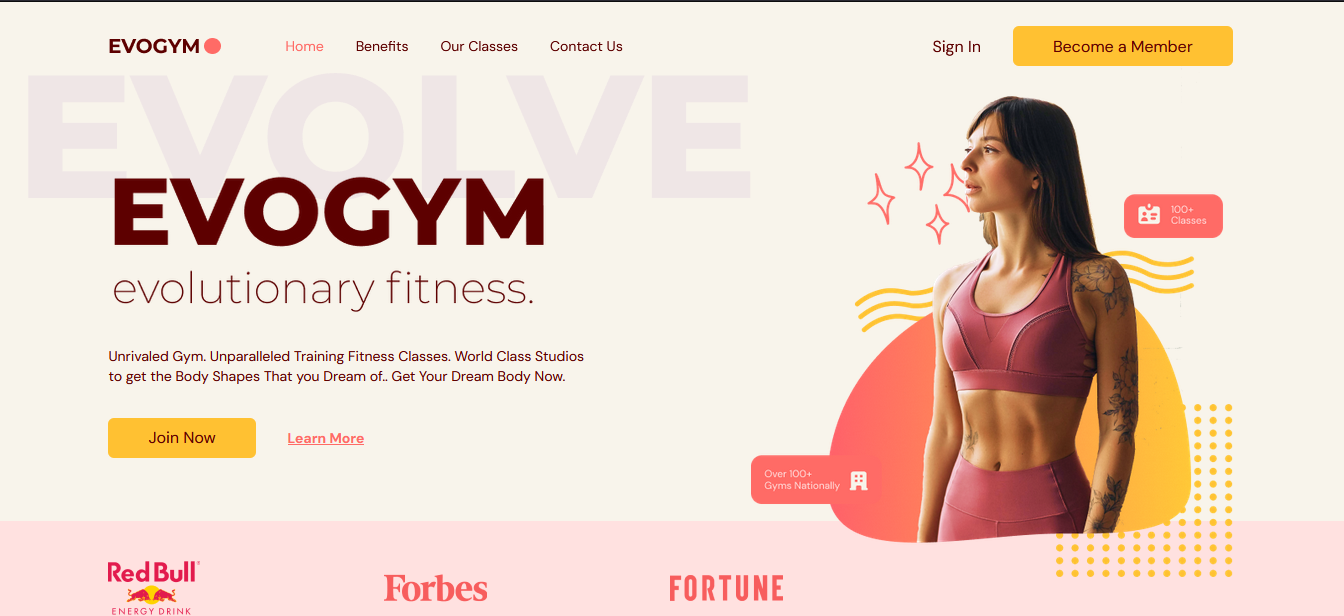 EVOGYM
Home
Benefits
Our Classes
Contact Us
Sign In
Become a Member
EVOLVE
EVOGYM
evolutionary fitness.
100+
Classes
Unrivaled Gym. Unparalleled Training Fitness Classes. World Class Studios
to get the Body Shapes That you Dream of.. Get Your Dream Body Now.
Join Now
Learn More
Over 100+
Gyms Nationally
Red Bull®
ENERGY DRINK
Forbes
FORTUNE